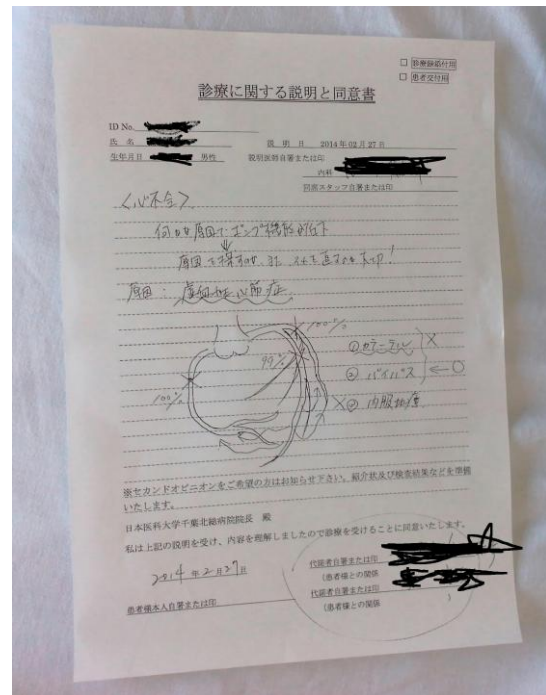 診療録添付用
患者交付用
診療に関する説明と同意書
ID No.
氏 名
説 明 日 2014年02月27日
生年月日 男性 説明医師自署または印
内科
同席スタッフ自署または印
<心不全>
何かな原因でポンプ機能が低下
↓
原因を探すのは、それを直すのも大切!
原因: 虚血性心筋症
100%
99%
100%
① カテーテル ×
② バイパス ←○
×③ 内服加療
※セカンドオピニオンをご希望の方はお知らせ下さい。紹介状及び検査結果などを準備
いたします。
日本医科大学千葉北総病院院長 殿
私は上記の説明を受け、内容を理解しましたので診療を受けることに同意いたします。
2014年2月27日
代諾者自署または印
(患者様との関係 )
代諾者自署または印
患者様本人自署または印
(患者様との関係 )